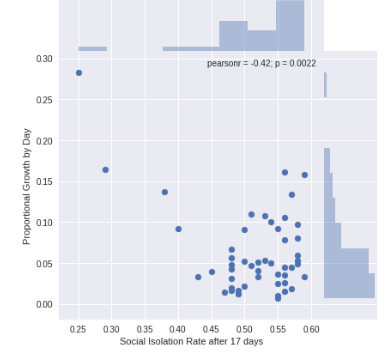 pearsonr = -0.42; p = 0.0022
0.30
0.25
0.20
0.15
0.10
0.05
0.00
Proportional Growth by Day
0.25 0.30 0.35 0.40 0.45 0.50 0.55 0.60
Social Isolation Rate after 17 days